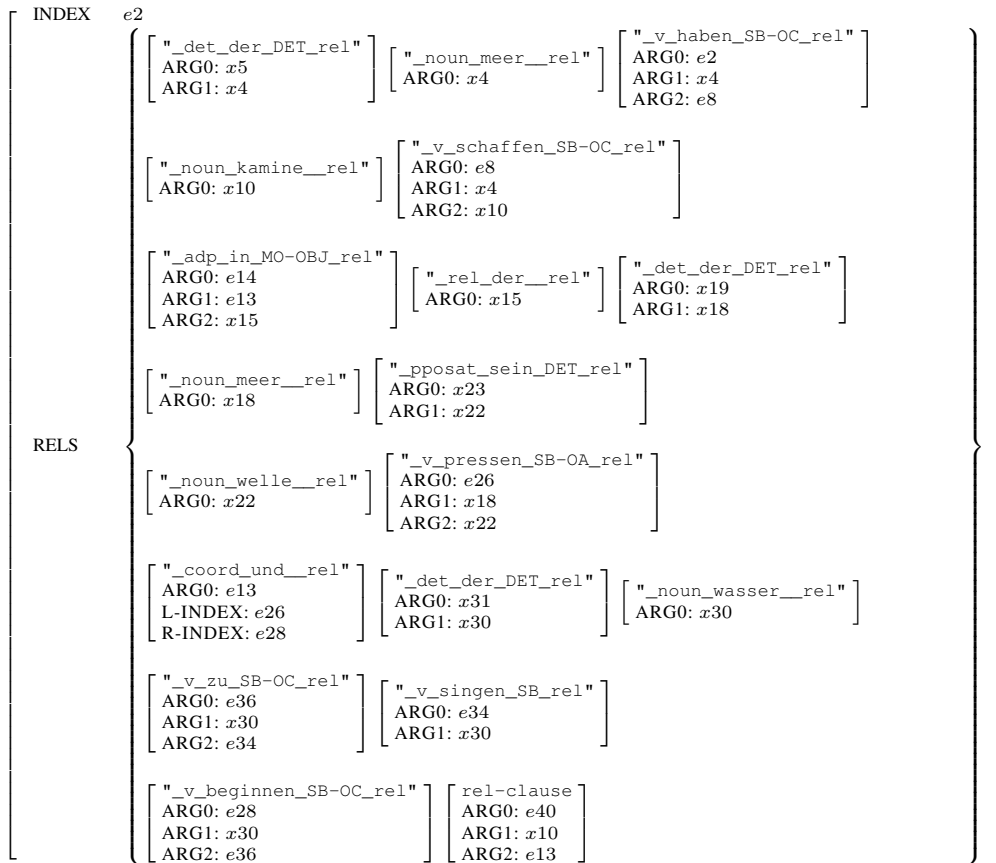 INDEX e2
"_det_der_DET_rel" "_noun_meer__rel" "_v_haben_SB-OC_rel"
ARG0: x5 ARG0: x4 ARG0: e2
ARG1: x4 ARG1: x4
ARG2: e8
"_noun_kamine__rel" "_v_schaffen_SB-OC_rel"
ARG0: x10 ARG0: e8
ARG1: x4
ARG2: x10
"_adp_in_MO-OBJ_rel" "_rel_der__rel" "_det_der_DET_rel"
ARG0: e14 ARG0: x15 ARG0: x19
ARG1: e13 ARG1: x18
ARG2: x15
"_noun_meer__rel" "_pposat_sein_DET_rel"
ARG0: x18 ARG0: x23
ARG1: x22
RELS
"_noun_welle__rel" "_v_pressen_SB-OA_rel"
ARG0: x22 ARG0: e26
ARG1: x18
ARG2: x22
"_coord_und__rel" "_det_der_DET_rel" "_noun_wasser__rel"
ARG0: e13 ARG0: x31 ARG0: x30
L-INDEX: e26 ARG1: x30
R-INDEX: e28
"_v_zu_SB-OC_rel" "_v_singen_SB_rel"
ARG0: e36 ARG0: e34
ARG1: x30 ARG1: x30
ARG2: e34
"_v_beginnen_SB-OC_rel" rel-clause
ARG0: e28 ARG0: e40
ARG1: x30 ARG1: x10
ARG2: e36 ARG2: e13